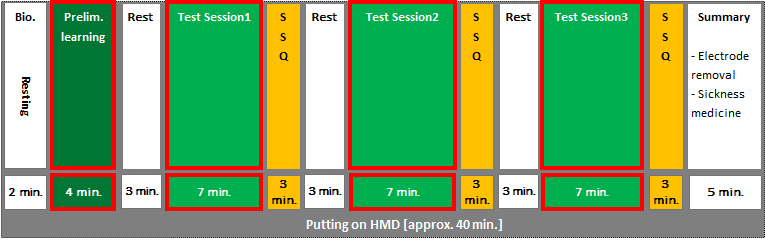 Bio.
Resting
Prelim.
learning
Rest
Test Session1
S
S
Q
Rest
Test Session2
S
S
Q
Rest
Test Session3
S
S
Q
Summary
- Electrode
removal
- Sickness
medicine
2 min.
4 min.
3 min.
7 min.
3
min.
3 min.
7 min.
3
min.
3 min.
7 min.
3
min.
5 min.
Putting on HMD [approx. 40 min.]